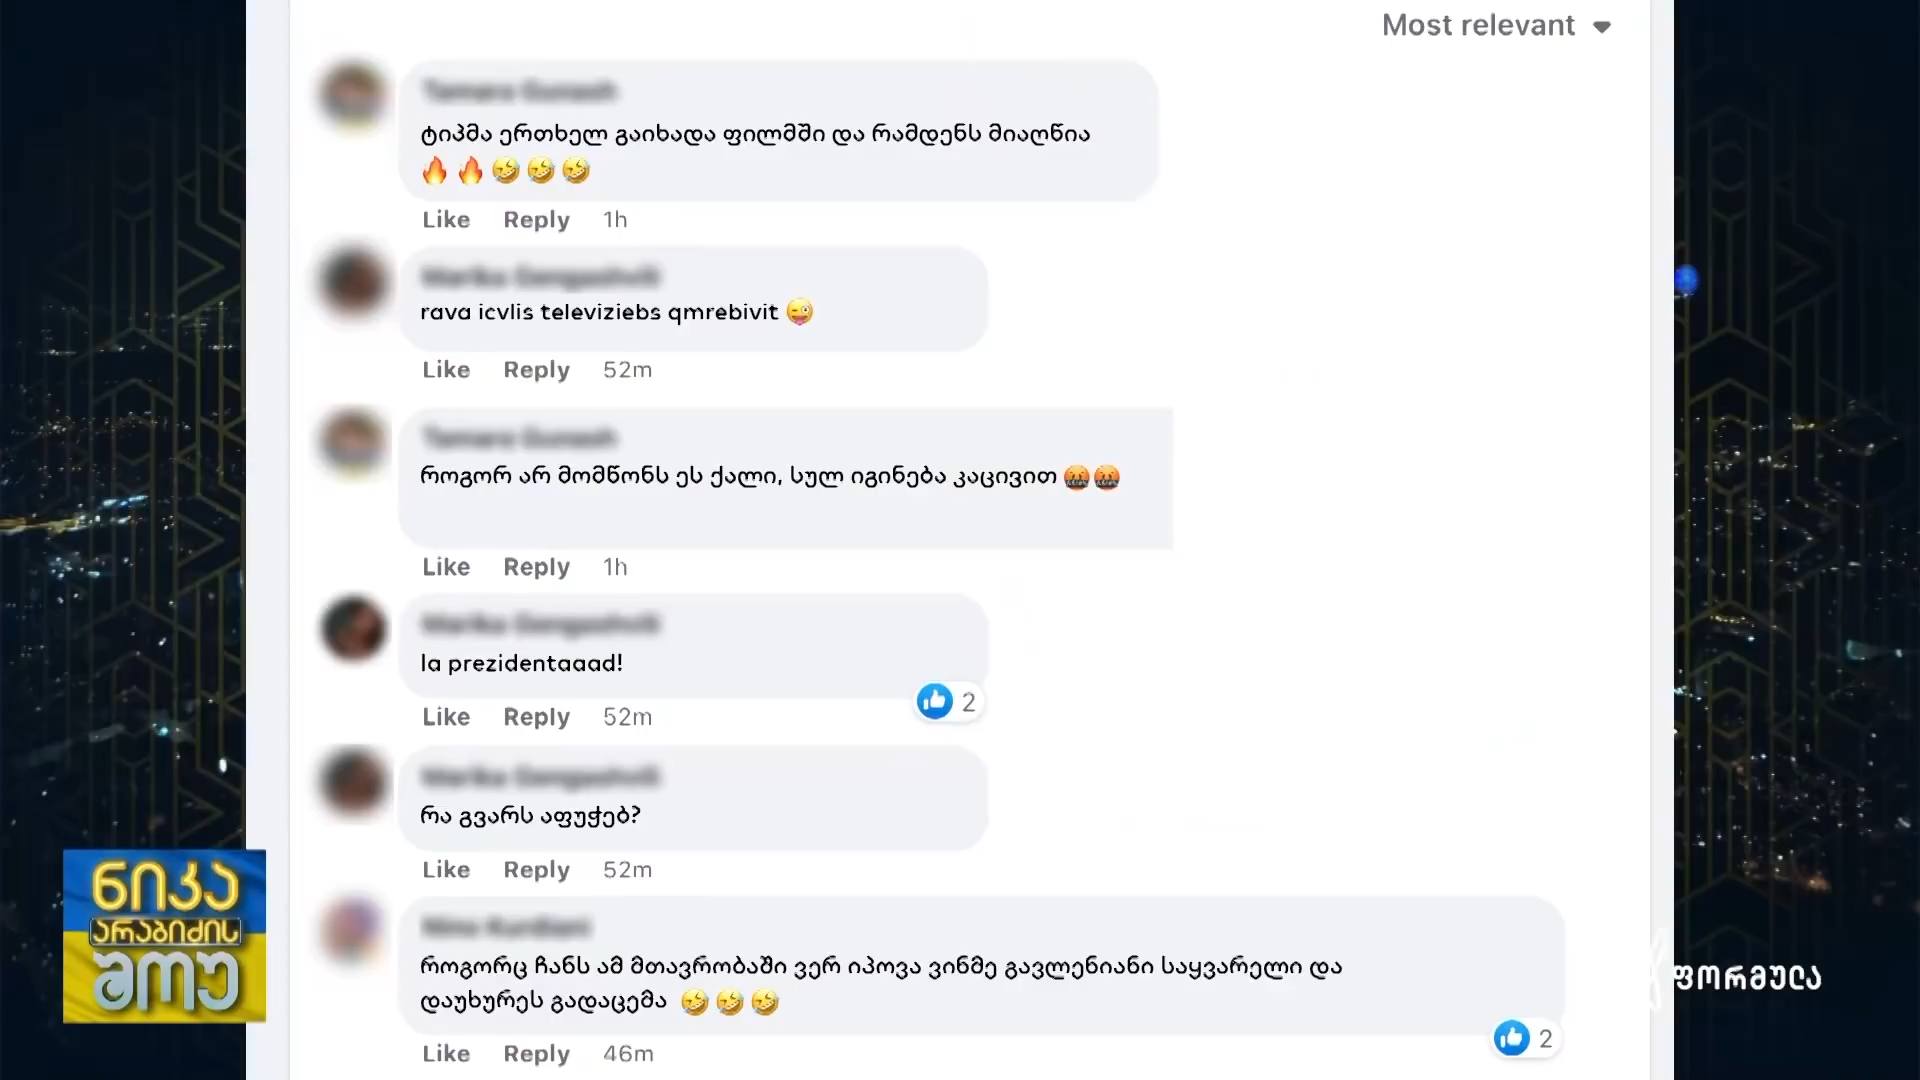 Most relevant
ტიპმა ერთხელ გაიხადა ფილმში და რამდენს მიაღწია
🔥 🔥 🤣 🤣 🤣
Like Reply 1h
rava icvlis televiziebs qmrebivit 😜
Like Reply 52m
როგორ არ მომწონს ეს ქალი, სულ იგინება კაცივით 🤬🤬
Like Reply 1h
la prezidentaaad!
2
Like Reply 52m
რა გვარს აფუჭებ?
Like Reply 52m
როგორც ჩანს ამ მთავრობაში ვერ იპოვა ვინმე გავლენიანი საყვარელი და
დაუხურეს გადაცემა 🤣 🤣 🤣
2
Like Reply 46m
ნიკა
არაბიძის
შოუ
ფორმულა